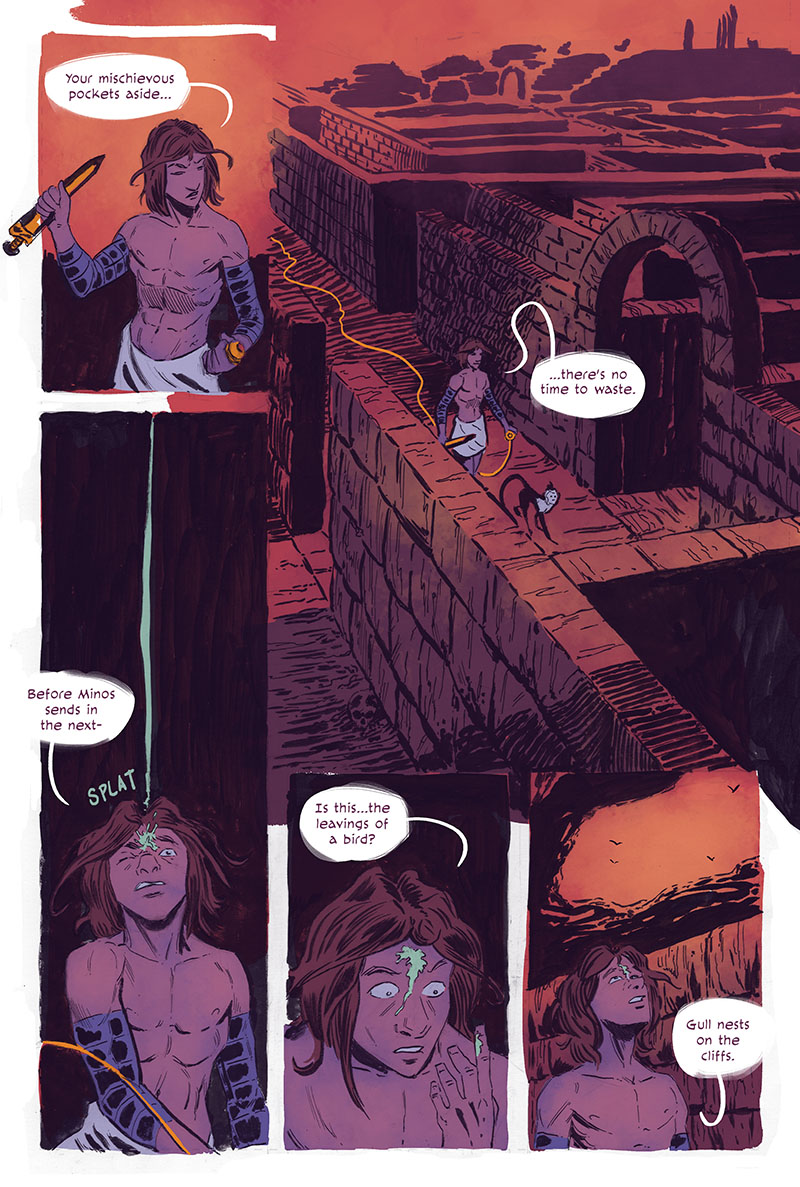 Your mischievous
pockets aside...
...there's no
time to waste.
Before Minos
sends in
the next-
SPLAT
Is this...the
leavings of
a bird?
Gull nests
on the
cliffs.